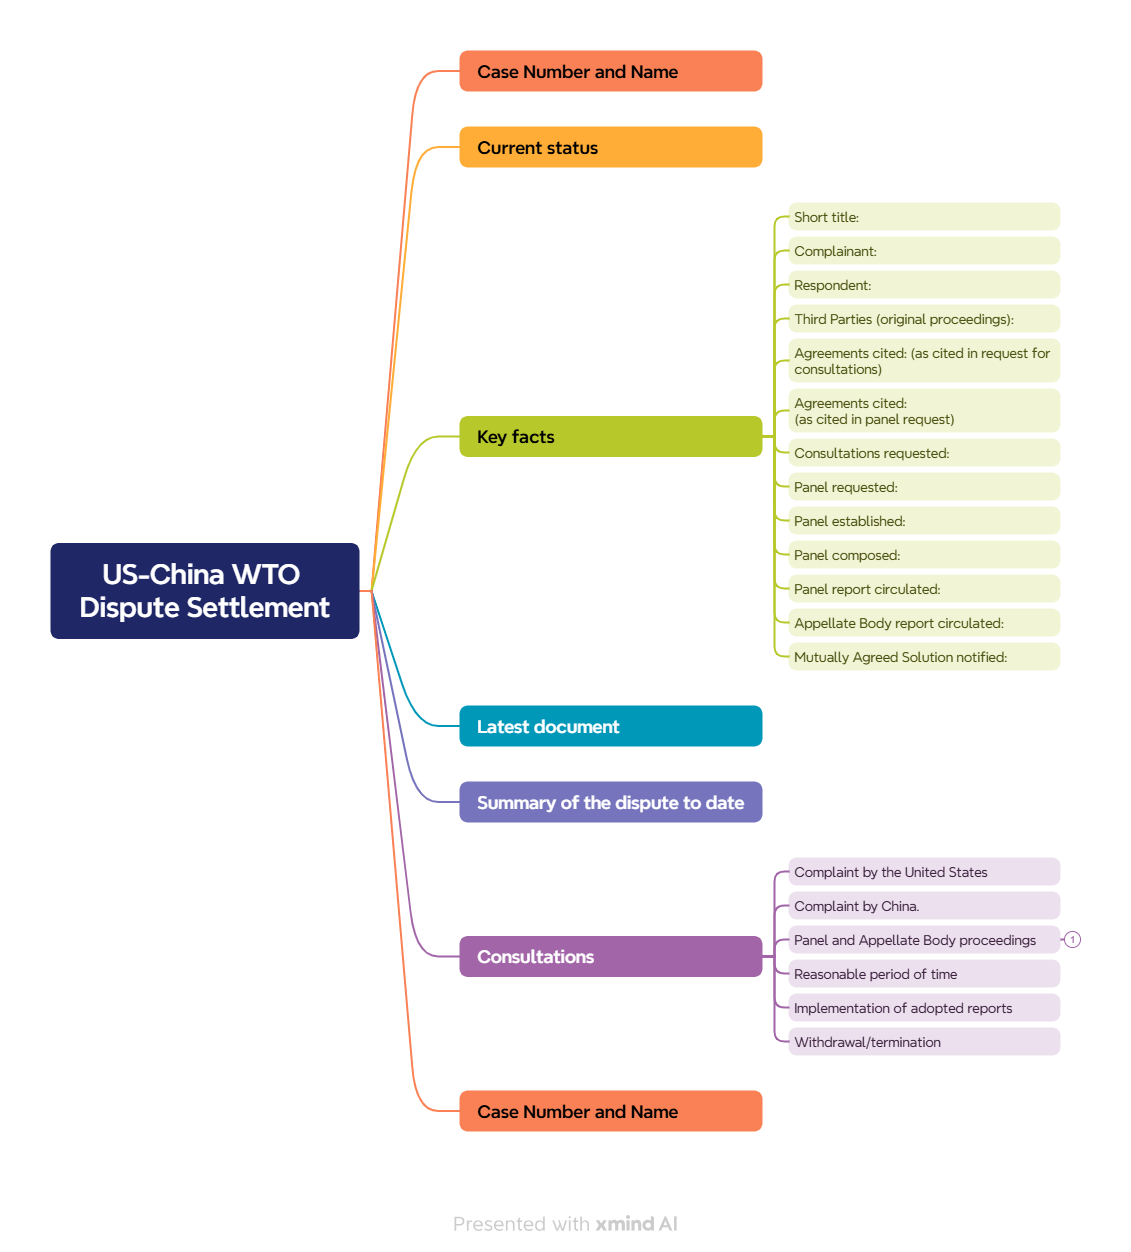 Case Number and Name
Current status
Short title:
Complainant:
Respondent:
Third Parties (original proceedings):
Agreements cited: (as cited in request for
consultations)
Agreements cited:
(as cited in panel request)
Key facts
Consultations requested:
Panel requested:
Panel established:
Panel composed:
Panel report circulated:
Appellate Body report circulated:
Mutually Agreed Solution notified:
US-China WTO
Dispute Settlement
Latest document
Summary of the dispute to date
Consultations
Complaint by the United States
Complaint by China.
Panel and Appellate Body proceedings
1
Reasonable period of time
Implementation of adopted reports
Withdrawal/termination
Case Number and Name
Presented with xmind AI